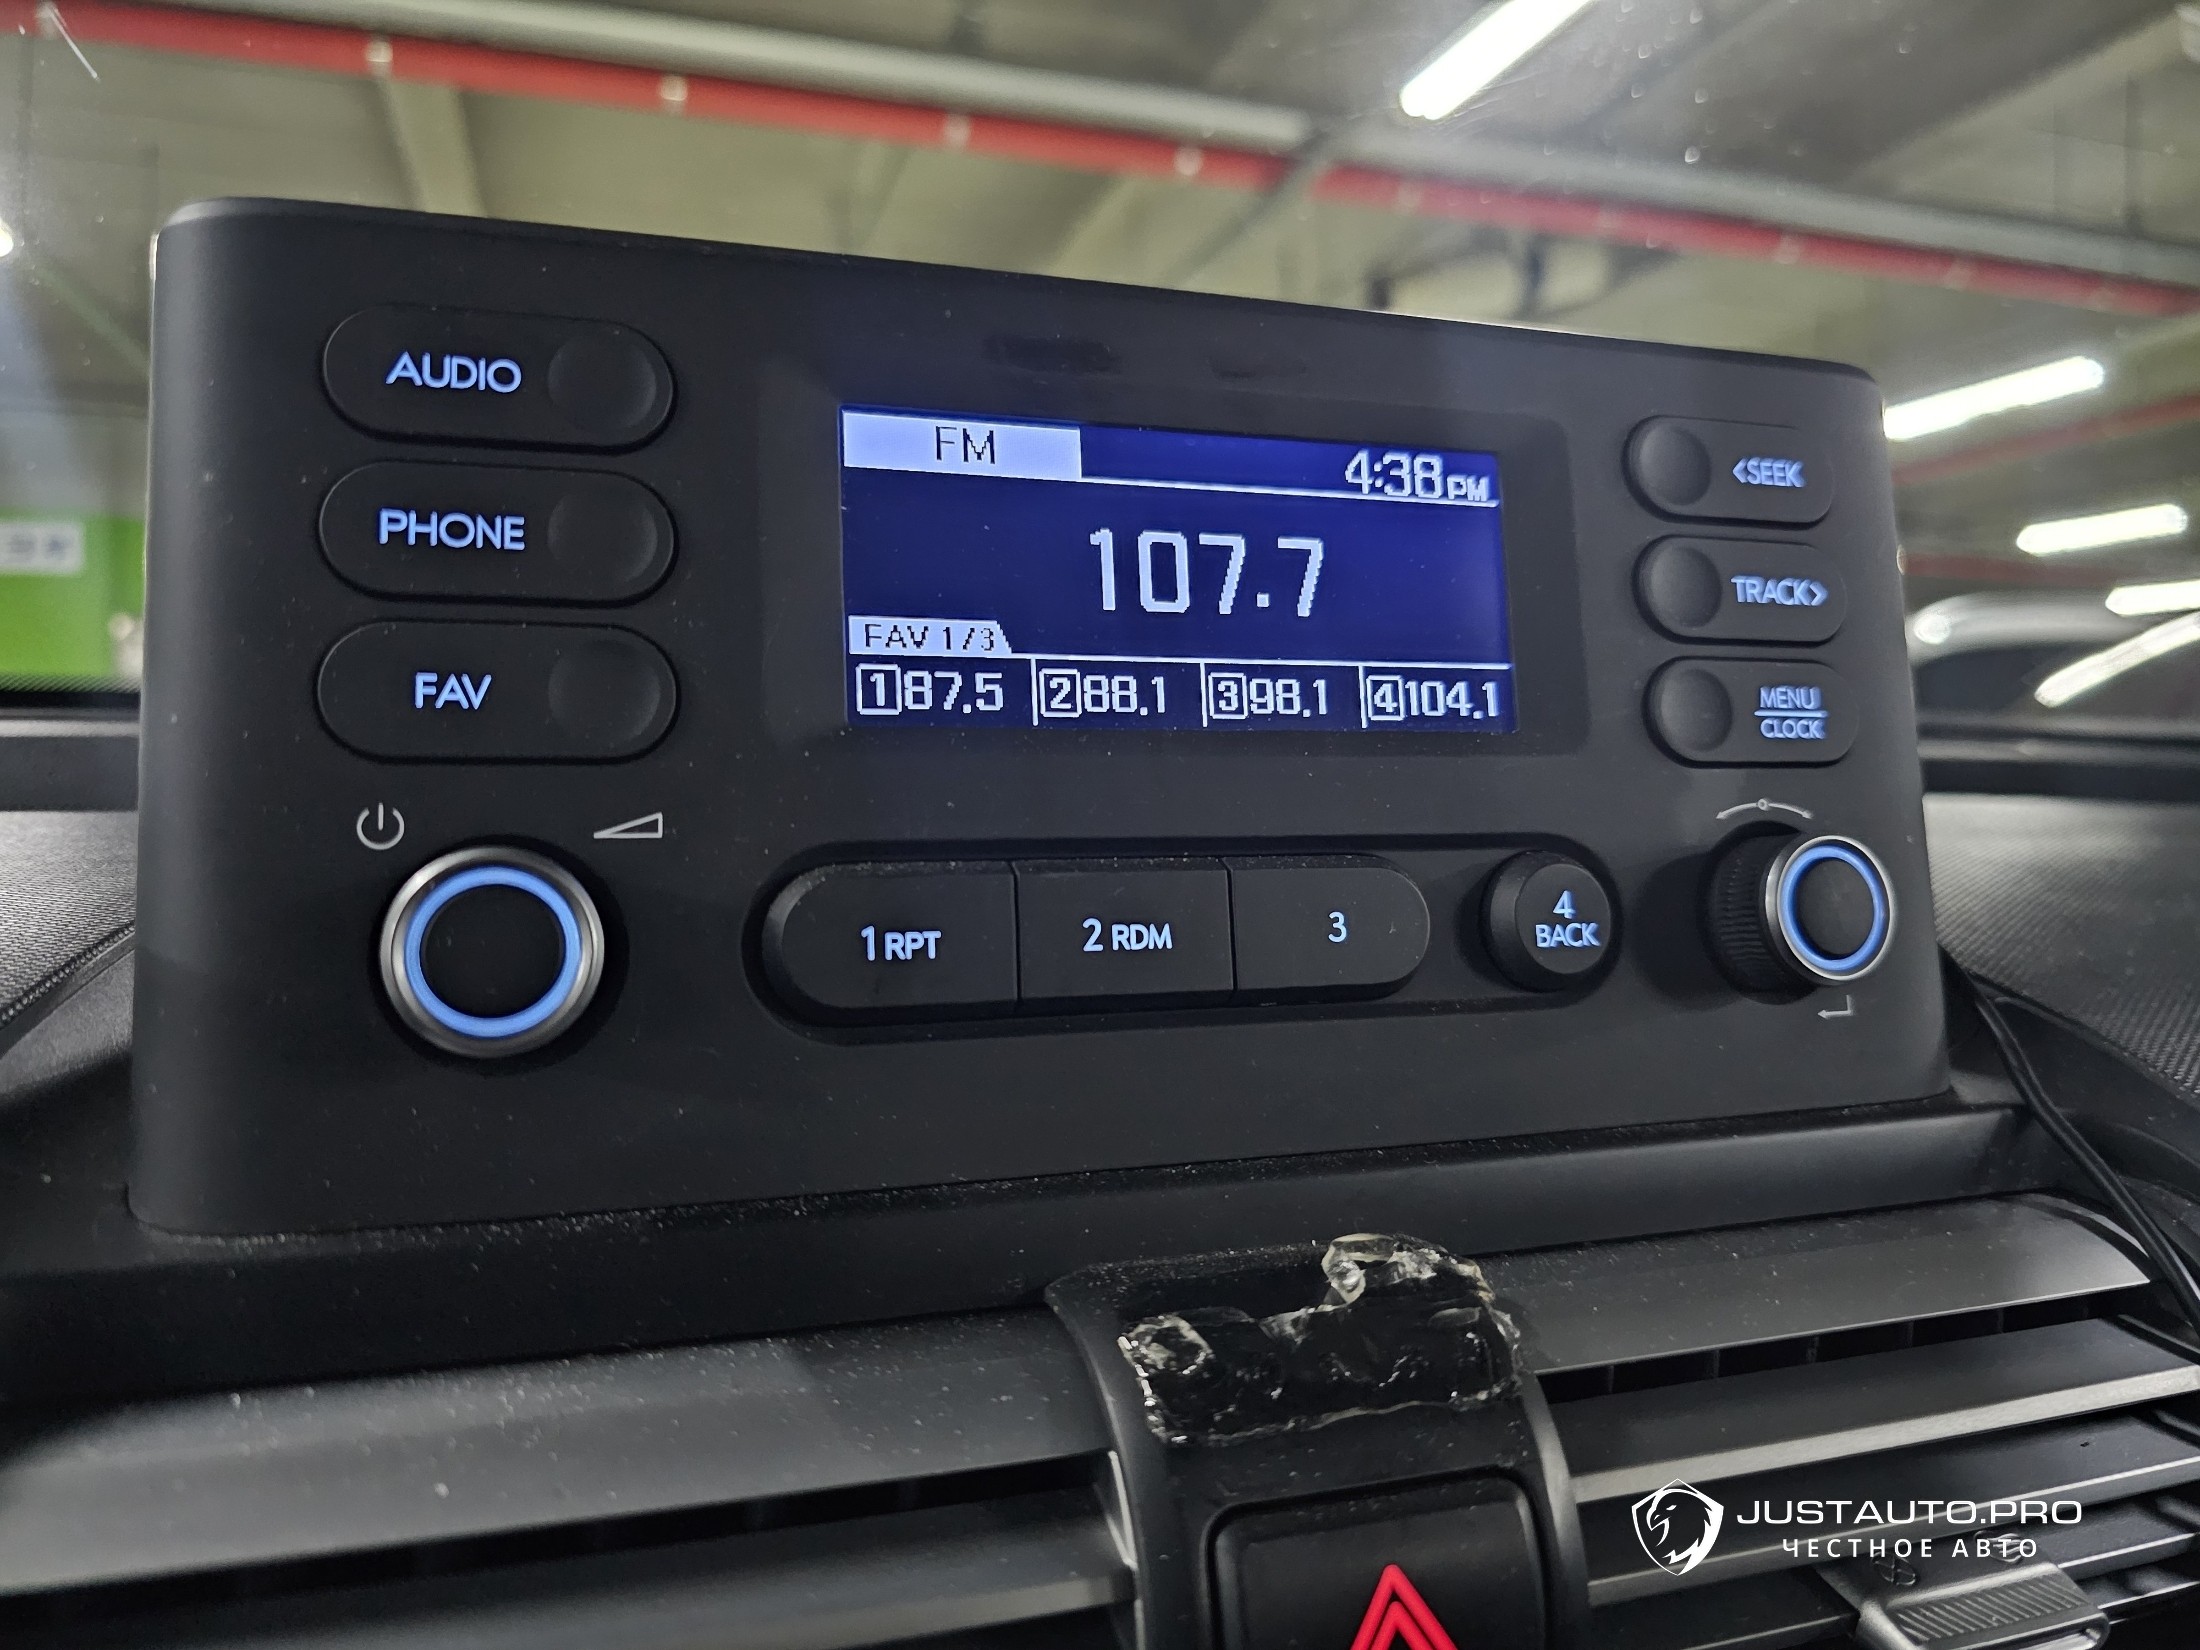 AUDIO
PHONE
FAV
FM
4:38PM
107.7
FAV 1/3
1 87.5 2 88.1 3 98.1 4 104.1
<SEEK
TRACK>
MENU
CLOCK
1 RPT
2 RDM
3
4
BACK
JUSTAUTO.PRO
ЧЕСТНОЕ АВТО